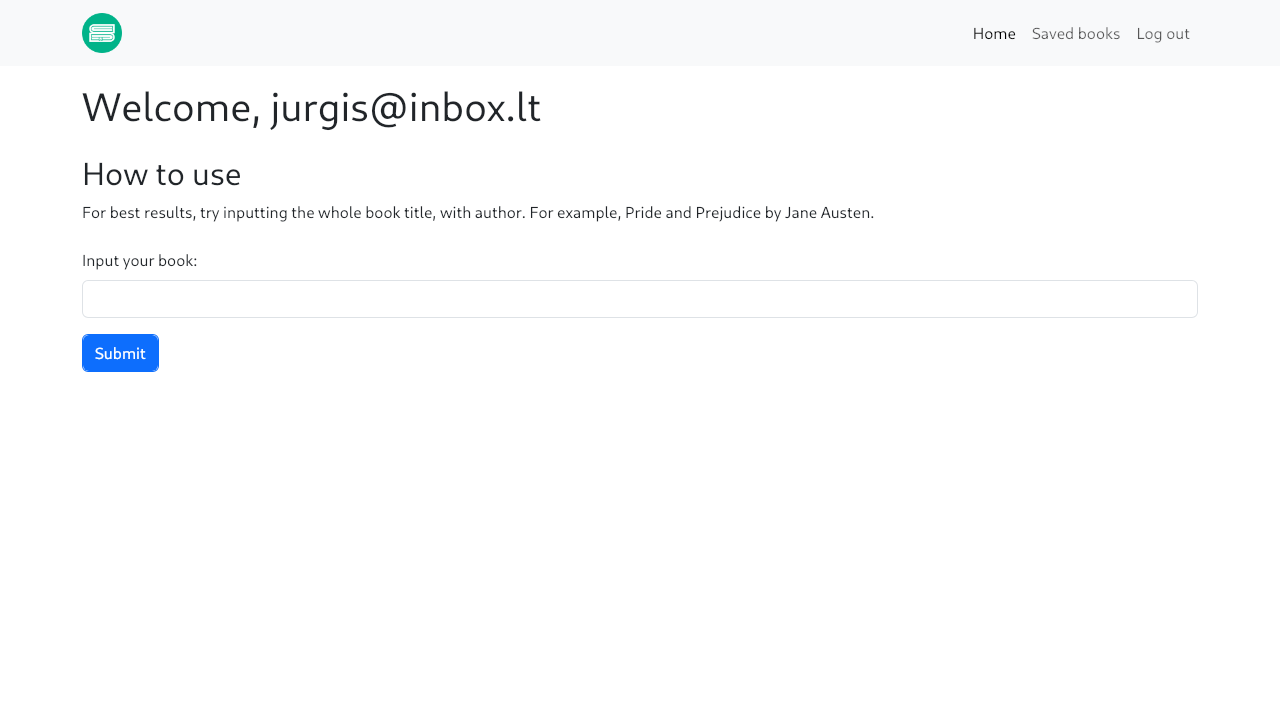 Home Saved books Log out
Welcome, jurgis@inbox.lt
How to use
For best results, try inputting the whole book title, with author. For example, Pride and Prejudice by Jane Austen.
Input your book:
Submit